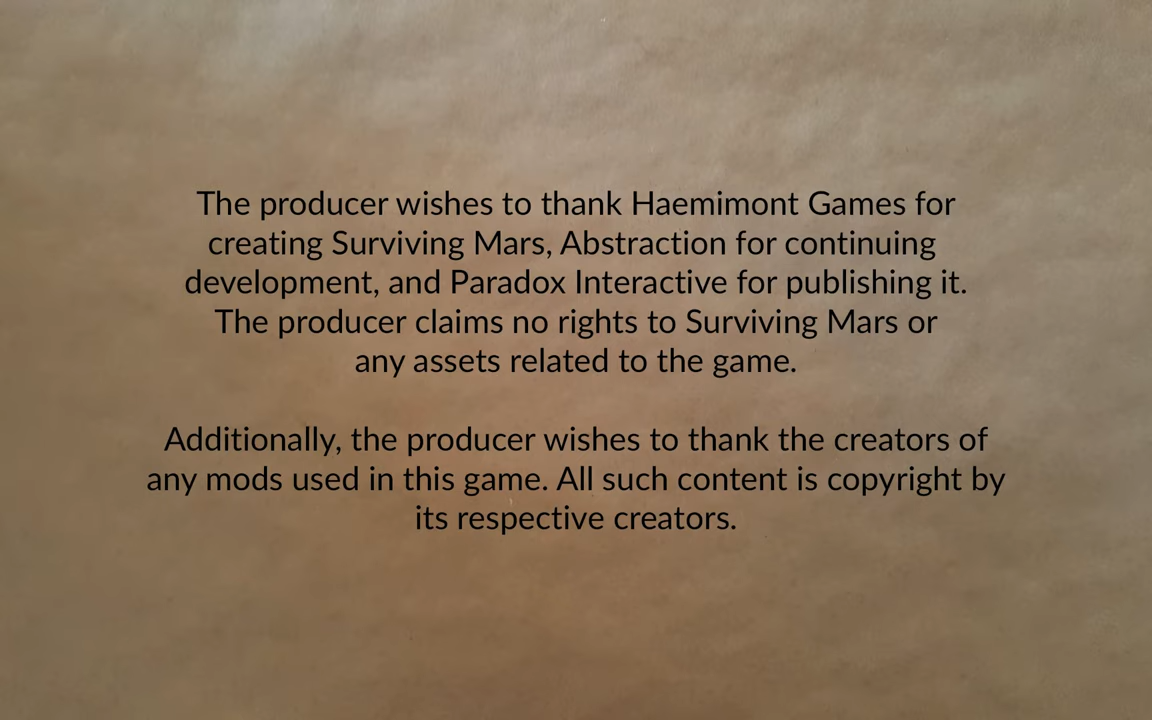 The producer wishes to thank Haemimont Games for
creating Surviving Mars, Abstraction for continuing
development, and Paradox Interactive for publishing it.
The producer claims no rights to Surviving Mars or
any assets related to the game.
Additionally, the producer wishes to thank the creators of
any mods used in this game. All such content is copyright by
its respective creators.